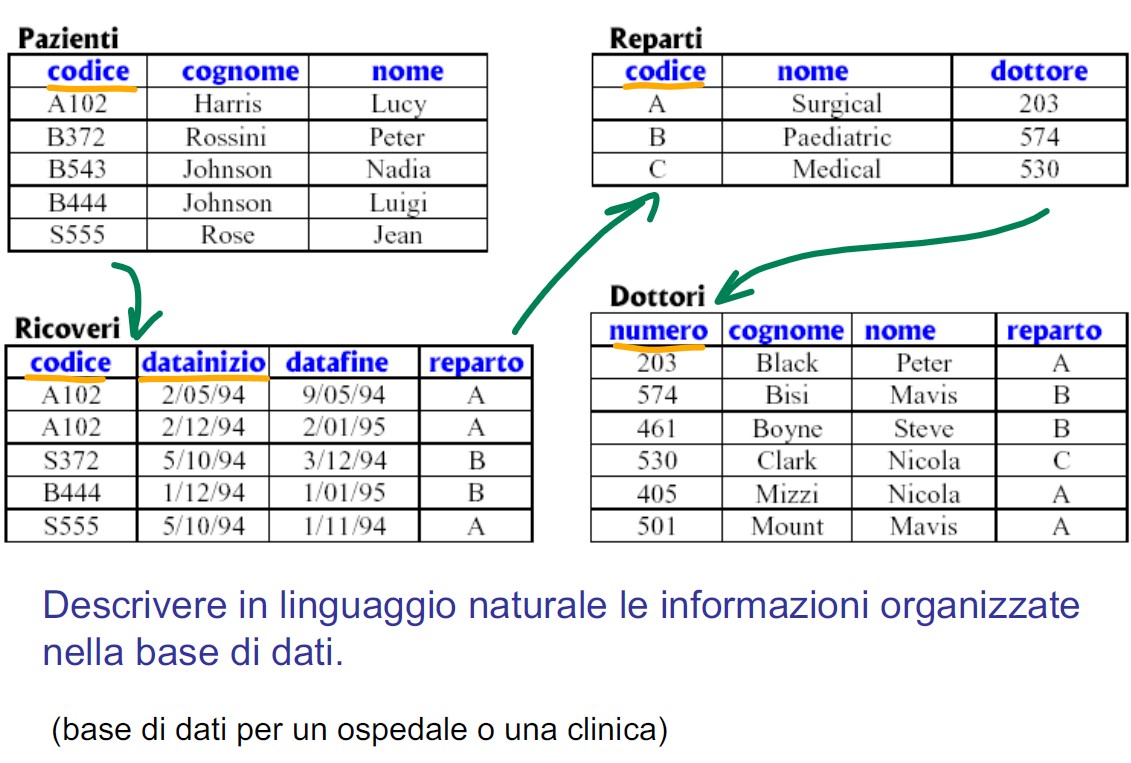 Pazienti
codice cognome nome
A102 Harris Lucy
B372 Rossini Peter
B543 Johnson Nadia
B444 Johnson Luigi
S555 Rose Jean
Reparti
codice nome dottore
A Surgical 203
B Paediatric 574
C Medical 530
Ricoveri
codice datainizio datafine reparto
A102 2/05/94 9/05/94 A
A102 2/12/94 2/01/95 A
S372 5/10/94 3/12/94 B
B444 1/12/94 1/01/95 B
S555 5/10/94 1/11/94 A
Dottori
numero cognome nome reparto
203 Black Peter A
574 Bisi Mavis B
461 Boyne Steve B
530 Clark Nicola C
405 Mizzi Nicola A
501 Mount Mavis A
Descrivere in linguaggio naturale le informazioni organizzate
nella base di dati.
(base di dati per un ospedale o una clinica)